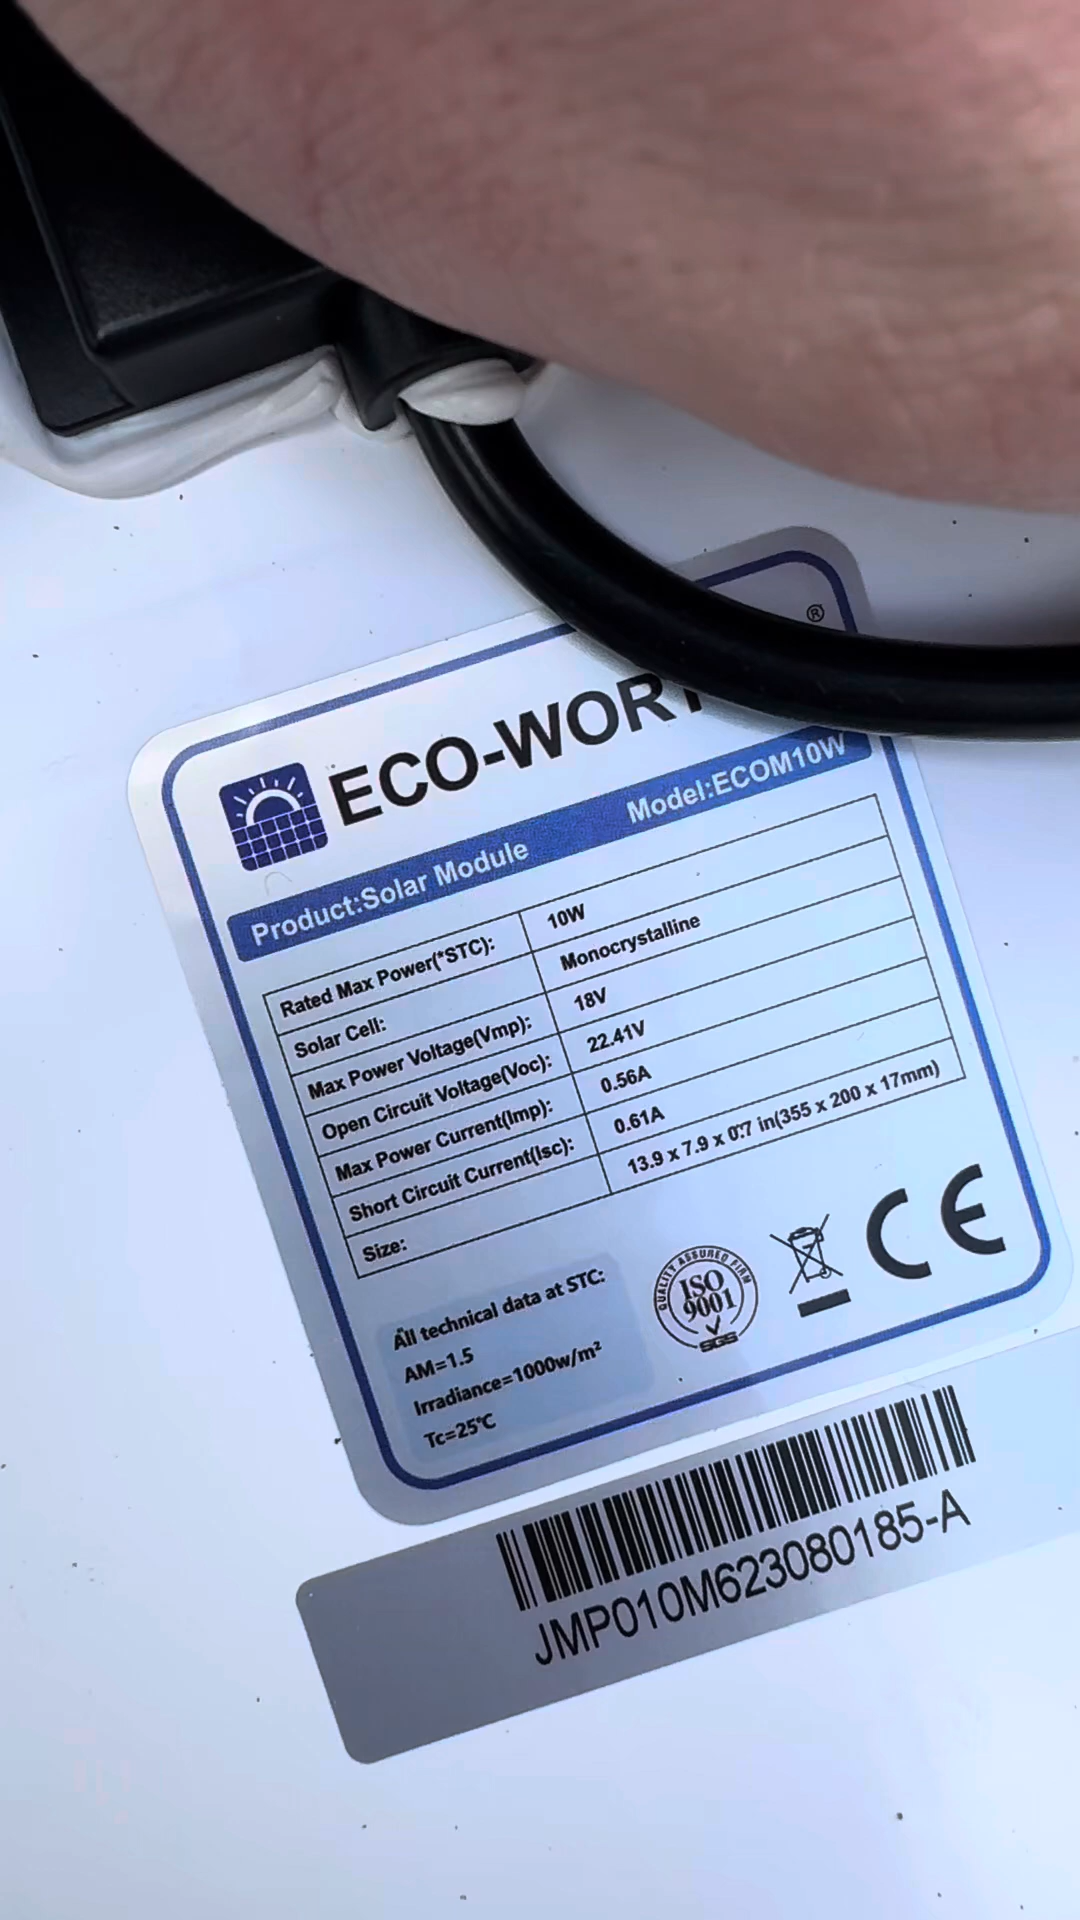 ®
ECO-WORT
Product:Solar Module Model:ECOM10W
Rated Max Power(*STC): 10W
Solar Cell: Monocrystalline
Max Power Voltage(Vmp): 18V
Open Circuit Voltage(Voc): 22.41V
Max Power Current(Imp): 0.56A
Short Circuit Current(Isc): 0.61A
Size: 13.9 x 7.9 x 0.7 in(355 x 200 x 17mm)
All technical data at STC:
AM=1.5
Irradiance=1000w/m²
Tc=25℃
QUALITY ASSURED FIRM
ISO
9001
SGS
CE
JMP010M623080185-A